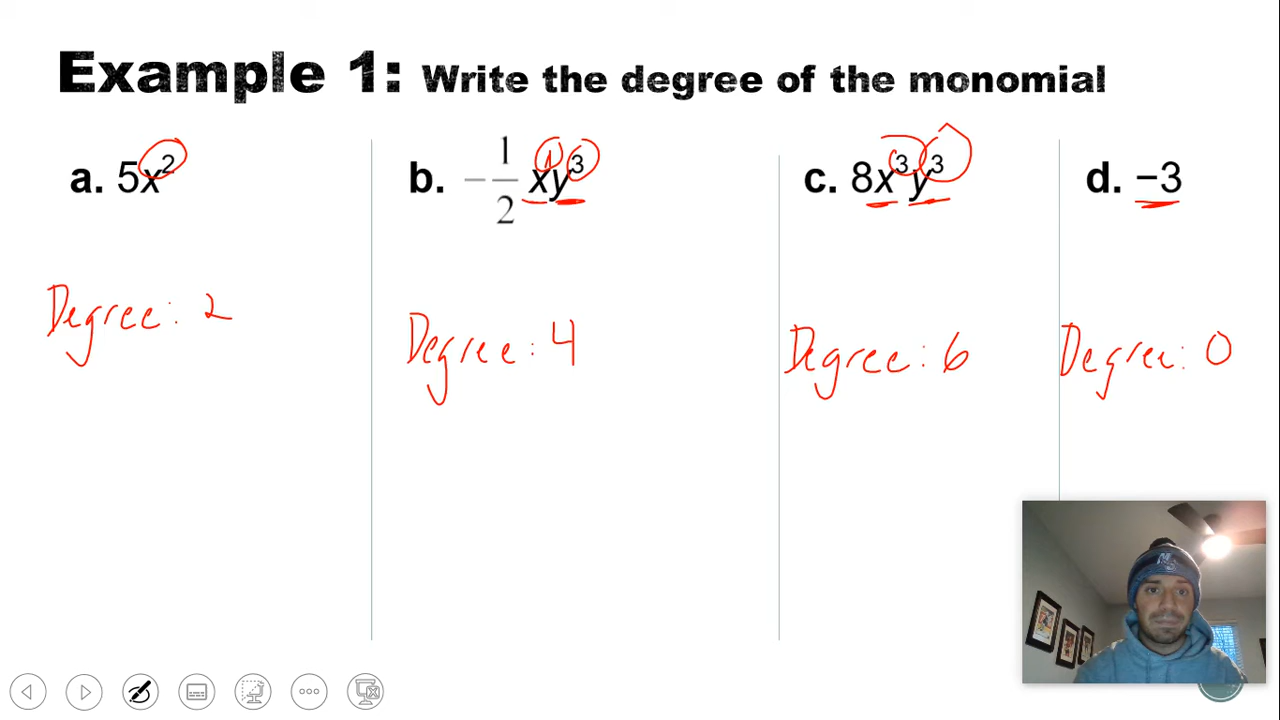 Example 1: Write the degree of the monomial
a. 5x²
b. −1/2 x¹y³
c. 8x³y³
d. −3
Degree: 2
Degree: 4
Degree: 6
Degree: 0